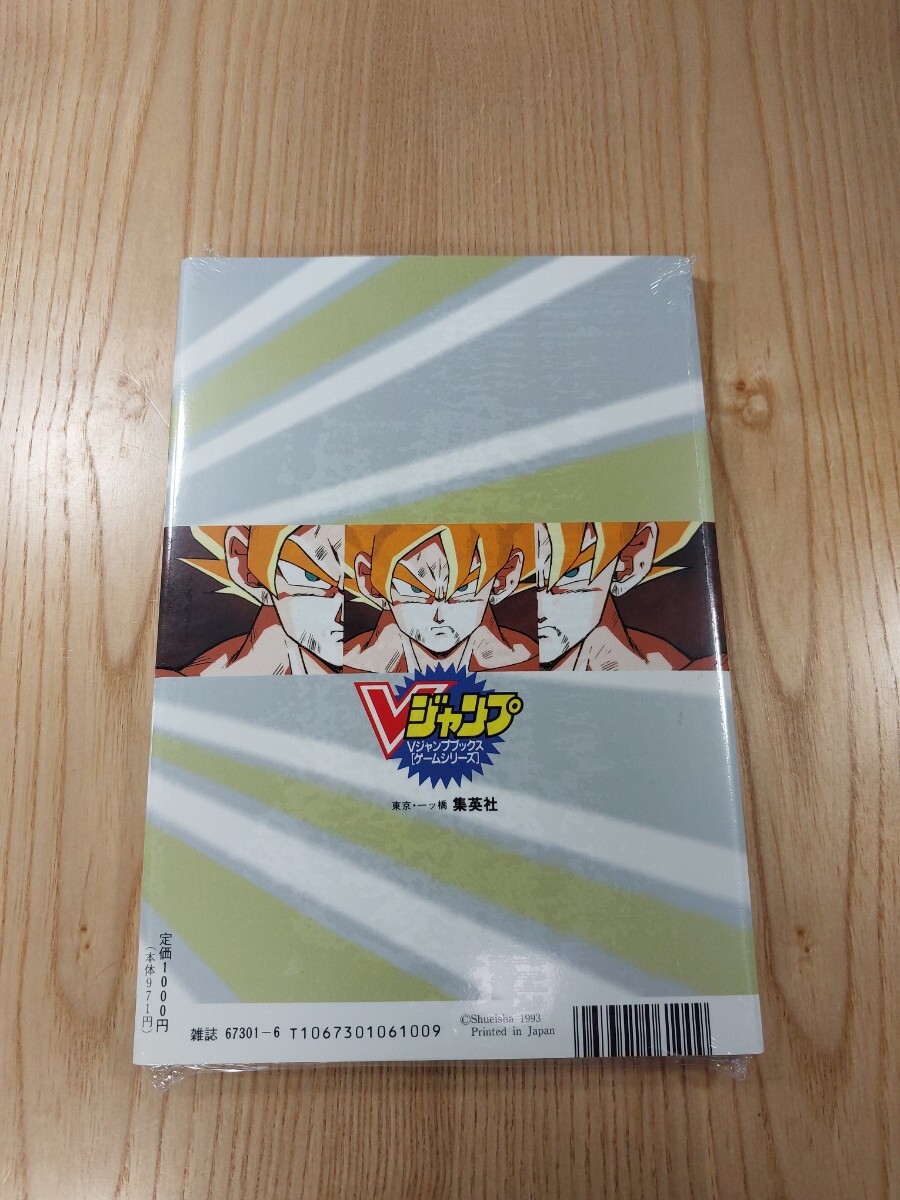 Vジャンプ
Vジャンプブックス
[ゲームシリーズ]
東京・一ッ橋 集英社
定価1000円
(本体971円)
雑誌 67301-6 T1067301061009
©Shueisha 1993
Printed in Japan